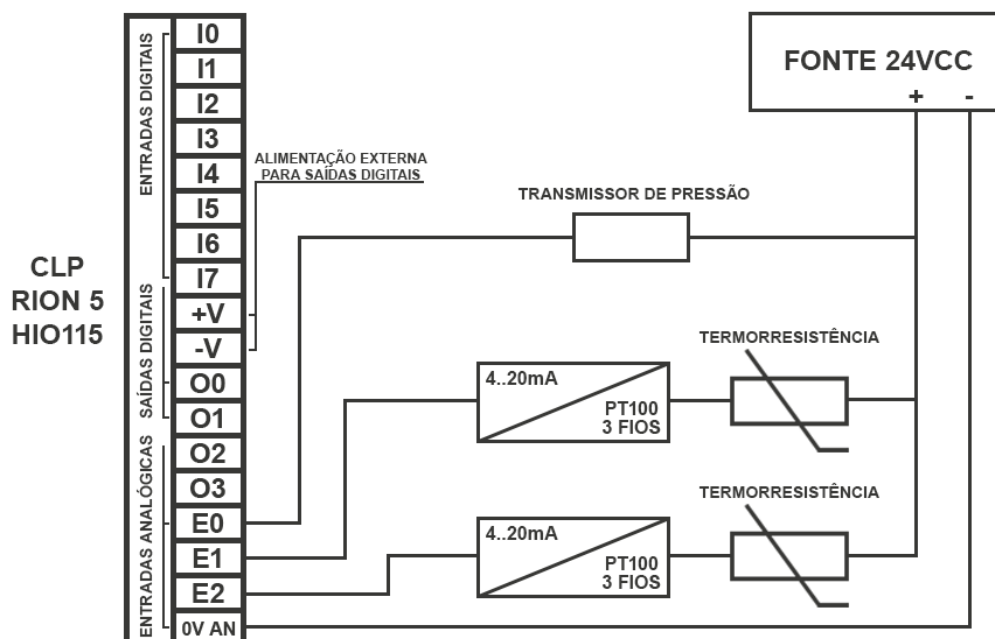 CLP
RION 5
HIO115
ENTRADAS DIGITAIS
SAÍDAS DIGITAIS
ENTRADAS ANALÓGICAS
I0
I1
I2
I3
I4
I5
I6
I7
+V
-V
O0
O1
O2
O3
E0
E1
E2
0V AN
ALIMENTAÇÃO EXTERNA
PARA SAÍDAS DIGITAIS
FONTE 24VCC
+ -
TRANSMISSOR DE PRESSÃO
TERMORRESISTÊNCIA
4..20mA
PT100
3 FIOS
TERMORRESISTÊNCIA
4..20mA
PT100
3 FIOS